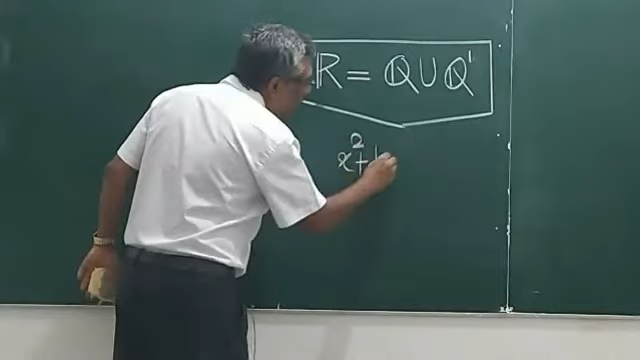 ℝ = ℚ ∪ ℚ'
x² +